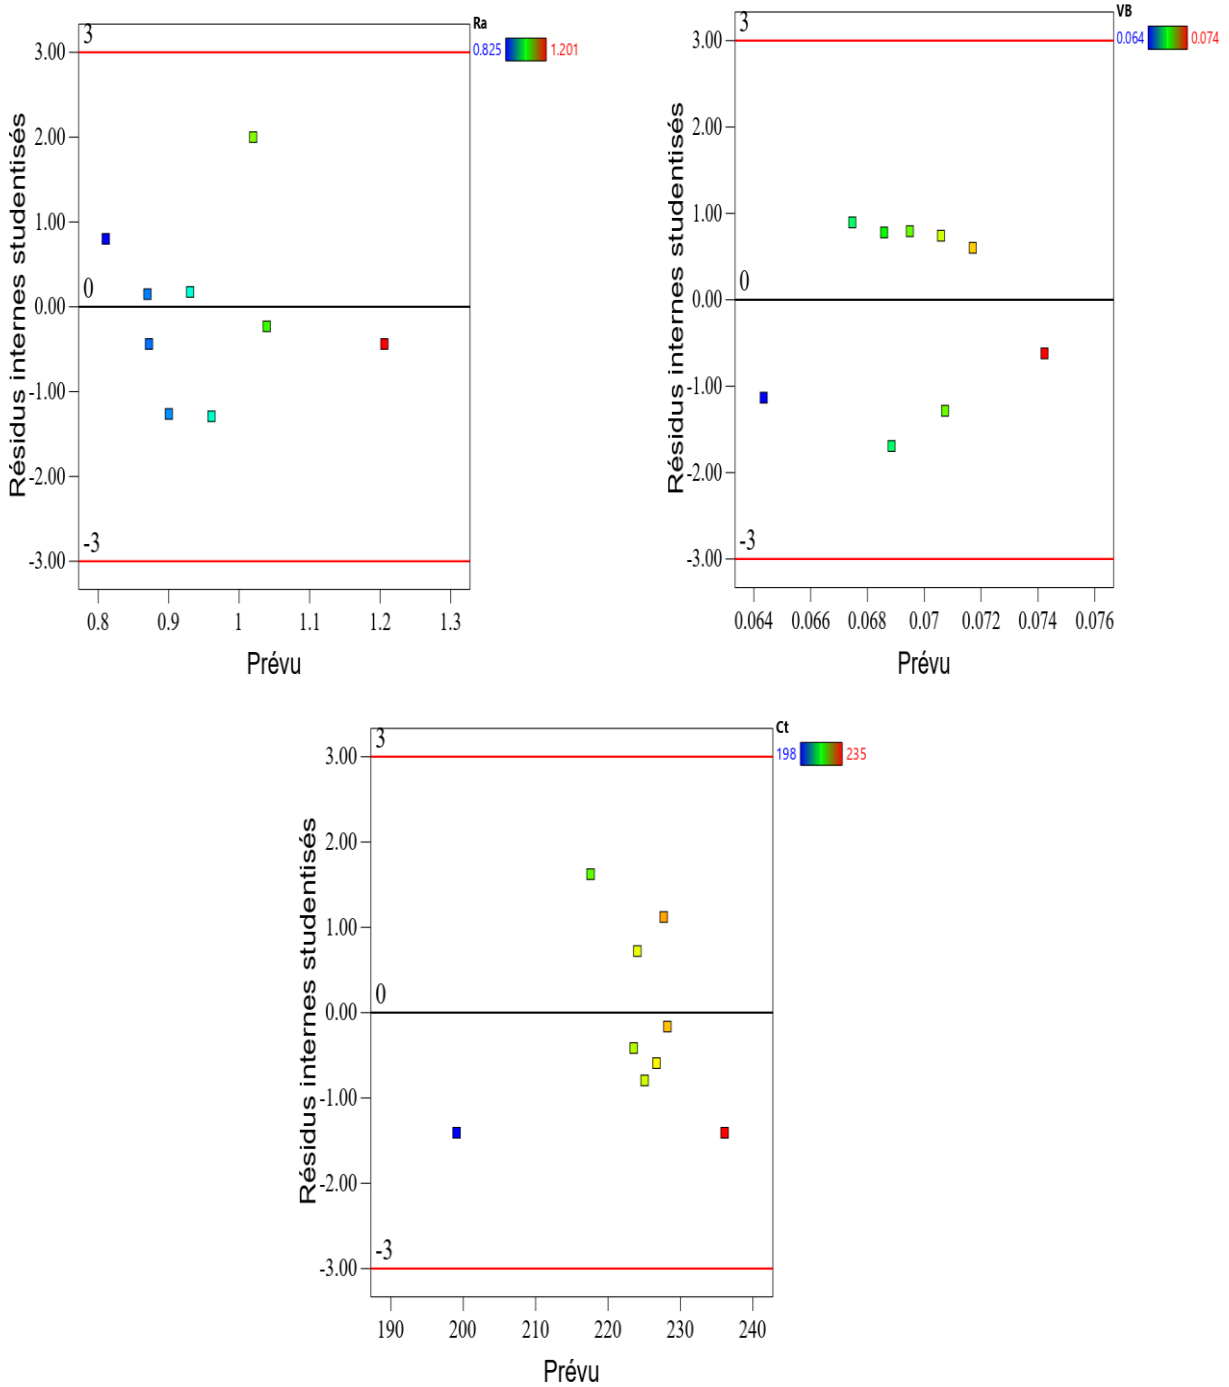 Ra
0.825 1.201
Résidus internes studentisés
3.00
2.00
1.00
0.00
-1.00
-2.00
-3.00
3
0
-3
0.8 0.9 1 1.1 1.2 1.3
Prévu
VB
0.064 0.074
Résidus internes studentisés
3.00
2.00
1.00
0.00
-1.00
-2.00
-3.00
3
0
-3
0.064 0.066 0.068 0.07 0.072 0.074 0.076
Prévu
Ct
198 235
Résidus internes studentisés
3.00
2.00
1.00
0.00
-1.00
-2.00
-3.00
3
0
-3
190 200 210 220 230 240
Prévu